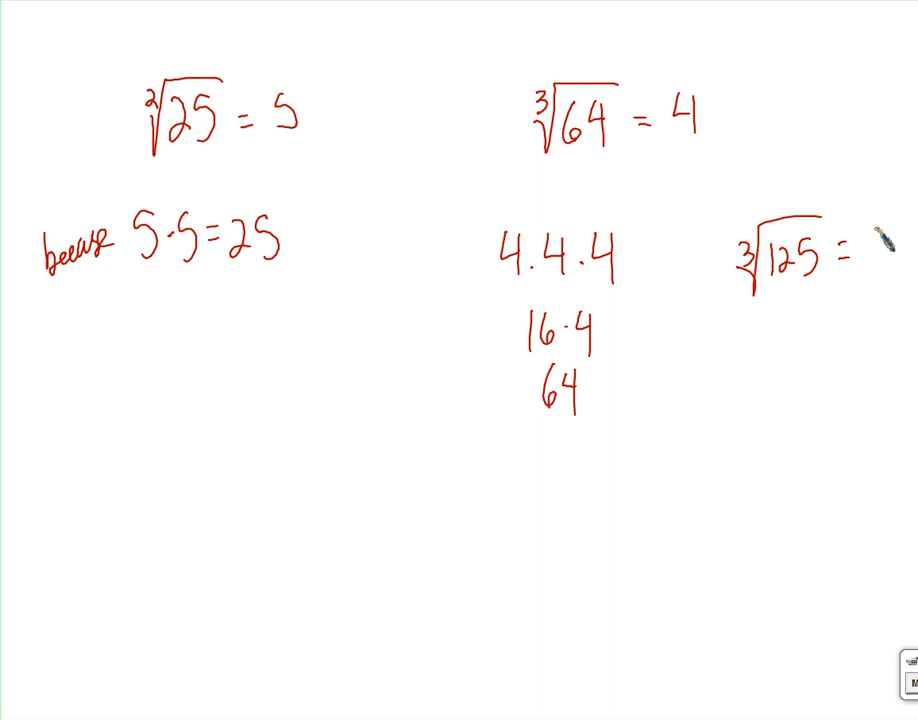 ²√25 = 5
³√64 = 4
because 5·5=25
4.4.4
³√125 =
16·4
64
M